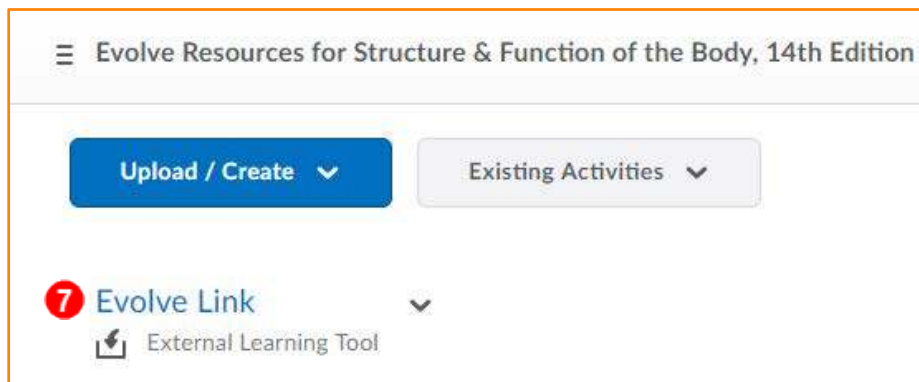 Evolve Resources for Structure & Function of the Body, 14th Edition
Upload / Create
Existing Activities
7 Evolve Link
External Learning Tool